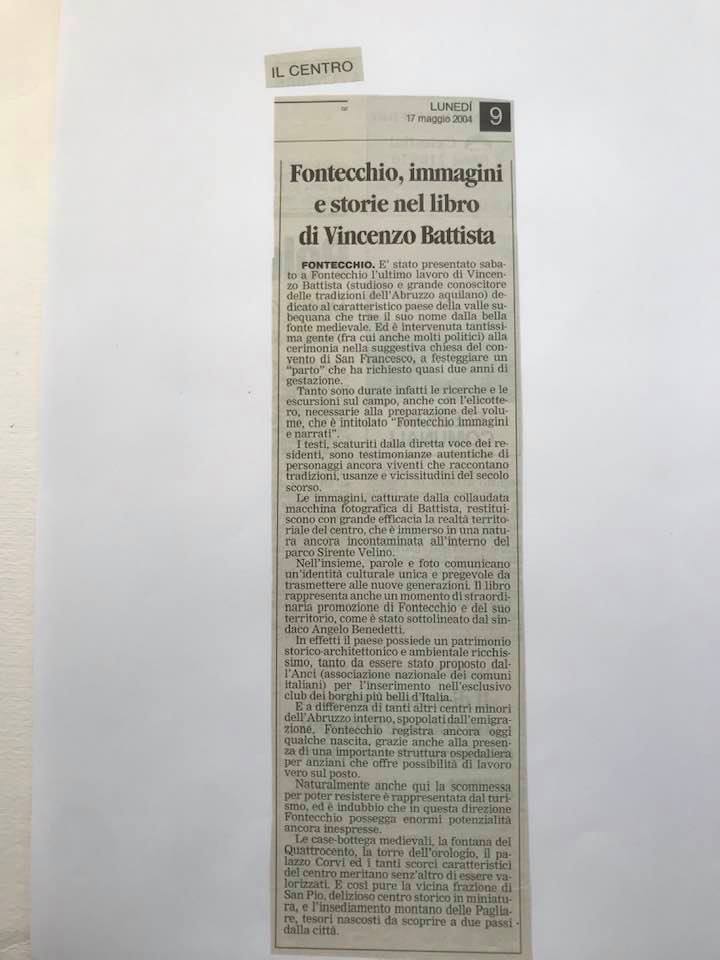 IL CENTRO
LUNEDÍ
17 maggio 2004
9
Fontecchio, immagini
e storie nel libro
di Vincenzo Battista
FONTECCHIO. E' stato presentato saba-
to a Fontecchio l'ultimo lavoro di Vincen-
zo Battista (studioso e grande conoscitore
delle tradizioni dell'Abruzzo aquilano) de-
dicato al caratteristico paese della valle su-
bequana che trae il suo nome dalla bella
fonte medievale. Ed è intervenuta tantissi-
ma gente (fra cui anche molti politici) alla
cerimonia nella suggestiva chiesa del con-
vento di San Francesco, a festeggiare un
“parto” che ha richiesto quasi due anni di
gestazione.
Tanto sono durate infatti le ricerche e le
escursioni sul campo, anche con l'elicotte-
ro, necessarie alla preparazione del volu-
me, che è intitolato “Fontecchio immagini
e narrati”.
I testi, scaturiti dalla diretta voce dei re-
sidenti, sono testimonianze autentiche di
personaggi ancora viventi che raccontano
tradizioni, usanze e vicissitudini del secolo
scorso.
Le immagini, catturate dalla collaudata
macchina fotografica di Battista, restitui-
scono con grande efficacia la realtà territo-
riale del centro, che è immerso in una natu-
ra ancora incontaminata all'interno del
parco Sirente Velino.
Nell'insieme, parole e foto comunicano
un'identità culturale unica e pregevole da
trasmettere alle nuove generazioni. Il libro
rappresenta anche un momento di straordi-
naria promozione di Fontecchio e del suo
territorio, come è stato sottolineato dal sin-
daco Angelo Benedetti.
In effetti il paese possiede un patrimonio
storico-architettonico e ambientale ricchis-
simo, tanto da essere stato proposto dal-
l'Anci (associazione nazionale dei comuni
italiani) per l'inserimento nell'esclusivo
club dei borghi più belli d'Italia.
E a differenza di tanti altri centri minori
dell'Abruzzo interno, spopolati dall'emigra-
zione, Fontecchio registra ancora oggi
qualche nascita, grazie anche alla presen-
za di una importante struttura ospedaliera
per anziani che offre possibilità di lavoro
vero sul posto.
Naturalmente anche qui la scommessa
per poter resistere è rappresentata dal turi-
smo, ed è indubbio che in questa direzione
Fontecchio possegga enormi potenzialità
ancora inespresse.
Le case-bottega medievali, la fontana del
Quattrocento, la torre dell'orologio, il pa-
lazzo Corvi ed i tanti scorci caratteristici
del centro meritano senz'altro di essere va-
lorizzati. E così pure la vicina frazione di
San Pio, delizioso centro storico in miniatu-
ra, e l'insediamento montano delle Paglia-
re, tesori nascosti da scoprire a due passi
dalla città.